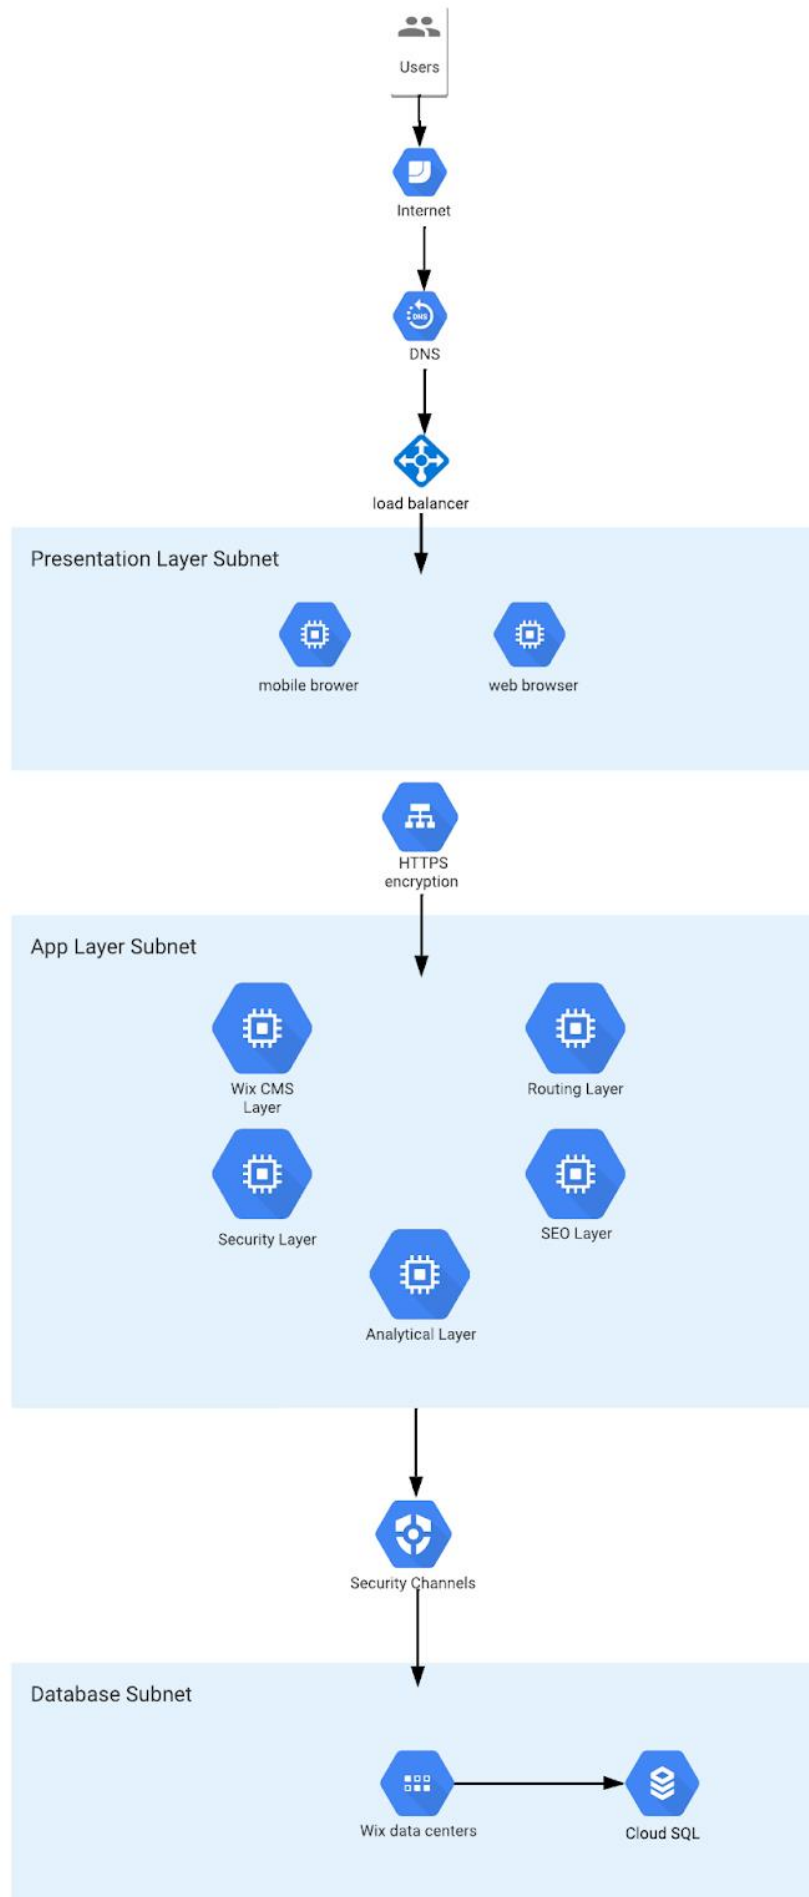 Users
Internet
DNS
DNS
load balancer
Presentation Layer Subnet
mobile brower
web browser
HTTPS
encryption
App Layer Subnet
Wix CMS
Layer
Routing Layer
Security Layer
SEO Layer
Analytical Layer
Security Channels
Database Subnet
Wix data centers
Cloud SQL